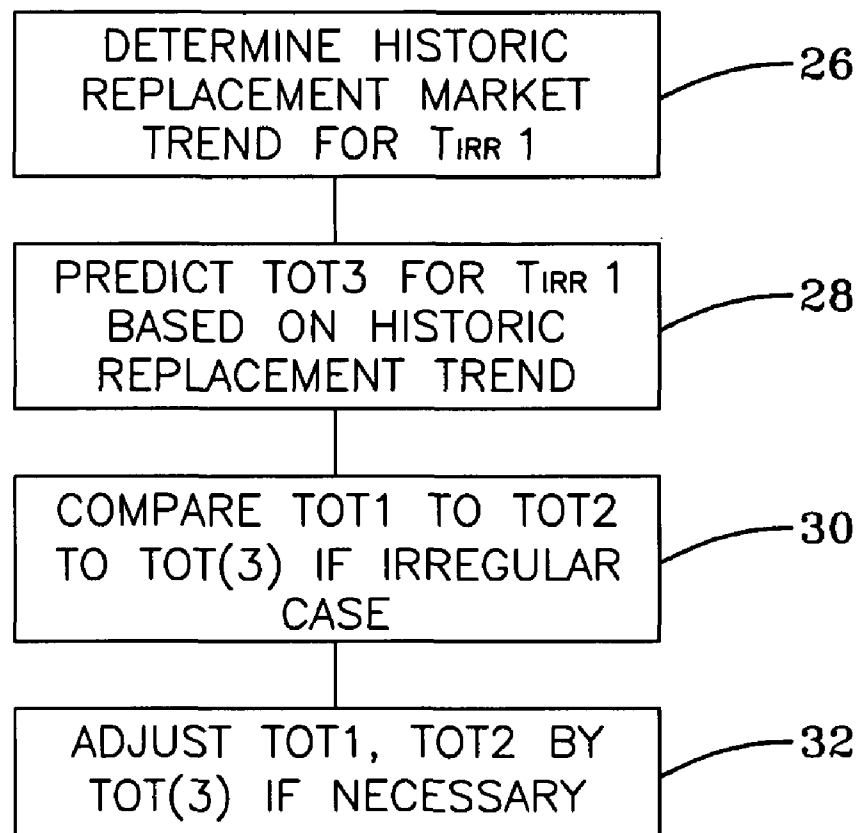 DETERMINE HISTORIC
REPLACEMENT MARKET
TREND FOR TIRR 1
26
PREDICT TOT3 FOR TIRR 1
BASED ON HISTORIC
REPLACEMENT TREND
28
COMPARE TOT1 TO TOT2
TO TOT(3) IF IRREGULAR
CASE
30
ADJUST TOT1, TOT2 BY
TOT(3) IF NECESSARY
32